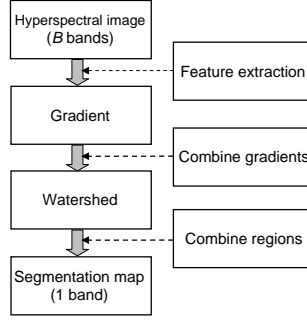 Hyperspectral image
(B bands)
Feature extraction
Gradient
Combine gradients
Watershed
Combine regions
Segmentation map
(1 band)